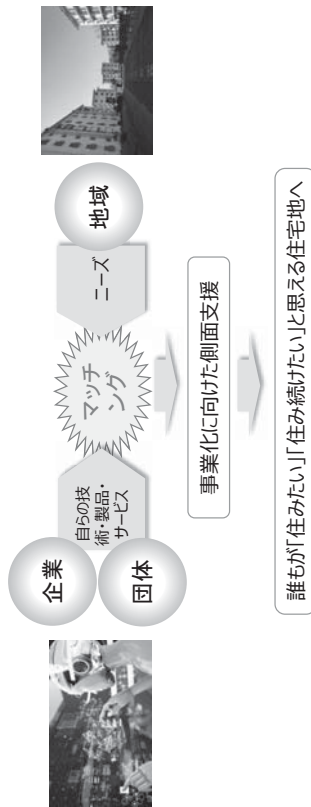 企業
団体
自らの技
術・製品・
サービス
マッチ
ング
ニーズ
地域
事業化に向けた側面支援
誰もが「住みたい」「住み続けたい」と思える住宅地へ